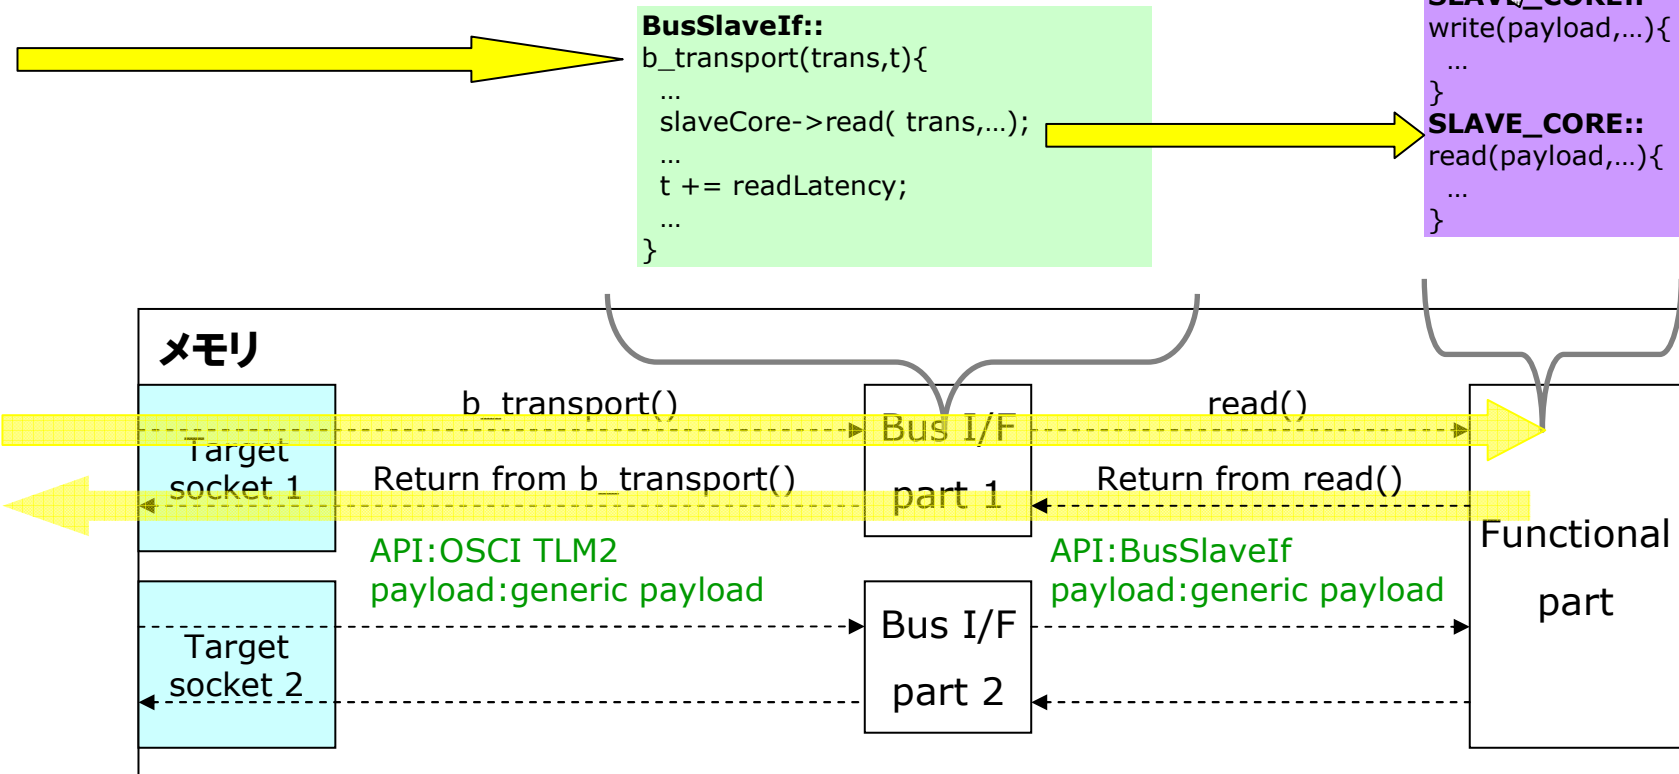 BusSlaveIf::
b_transport(trans,t){
…
slaveCore->read( trans,…);
…
t += readLatency;
…
}
SLAVE_CORE::
write(payload,…){
…
}
SLAVE_CORE::
read(payload,…){
…
}
メモリ
b_transport()
read()
Target
socket 1
Bus I/F
part 1
Return from b_transport()
Return from read()
API:OSCI TLM2
payload:generic payload
API:BusSlaveIf
payload:generic payload
Functional
part
Target
socket 2
Bus I/F
part 2